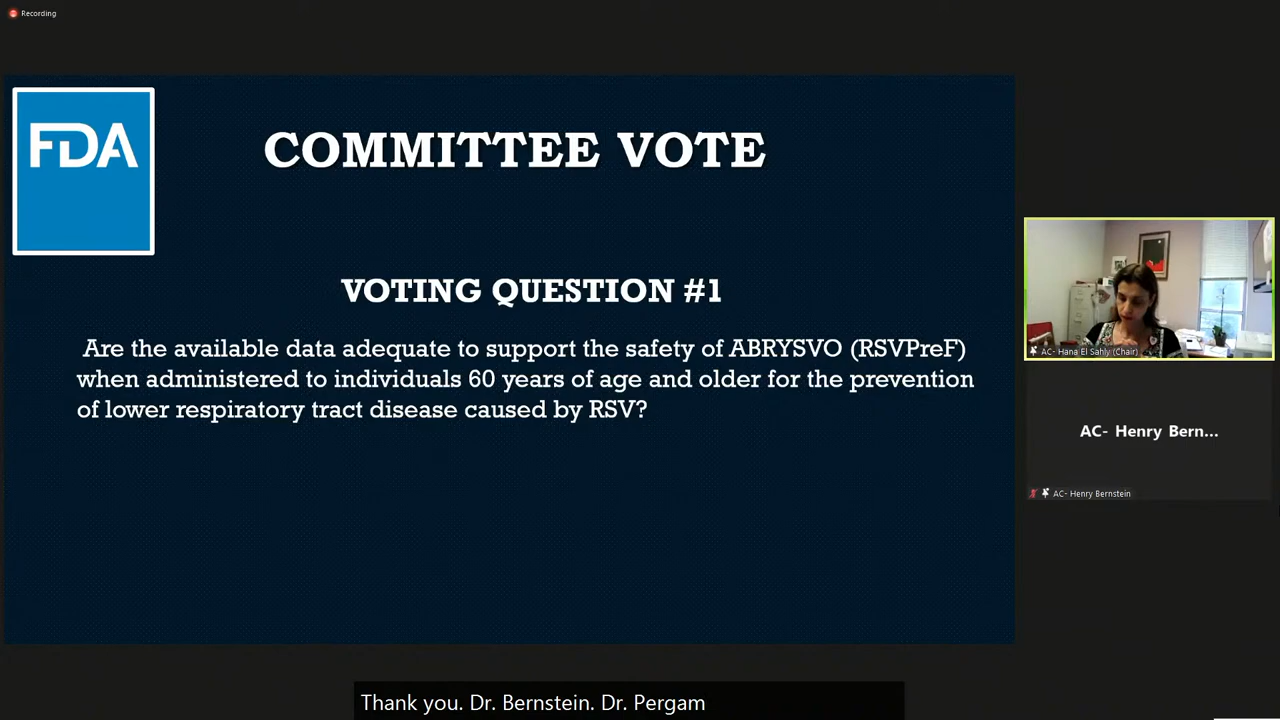 Recording
FDA
COMMITTEE VOTE
VOTING QUESTION #1
Are the available data adequate to support the safety of ABRYSVO (RSVPreF)
when administered to individuals 60 years of age and older for the prevention
of lower respiratory tract disease caused by RSV?
AC- Hana El Sahly (Chair)
AC- Henry Bern...
AC- Henry Bernstein
Thank you. Dr. Bernstein. Dr. Pergam